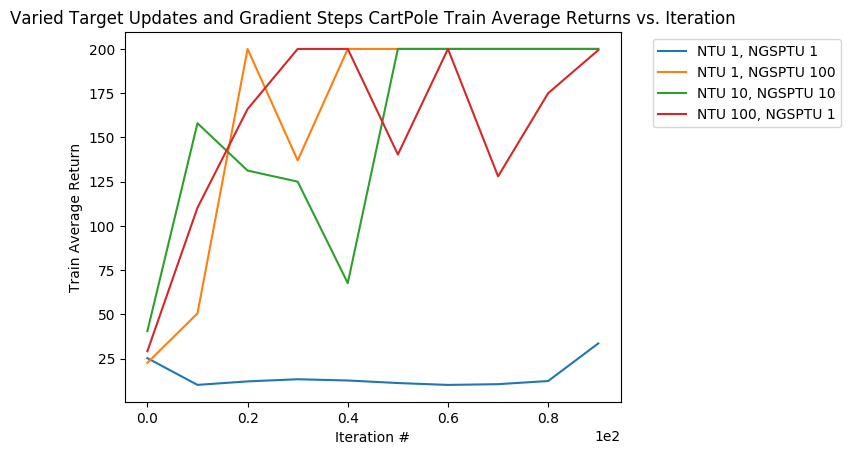 Varied Target Updates and Gradient Steps CartPole Train Average Returns vs. Iteration
200
175
150
125
100
75
50
25
Train Average Return
0.0 0.2 0.4 0.6 0.8
Iteration #
1e2
NTU 1, NGSPTU 1
NTU 1, NGSPTU 100
NTU 10, NGSPTU 10
NTU 100, NGSPTU 1